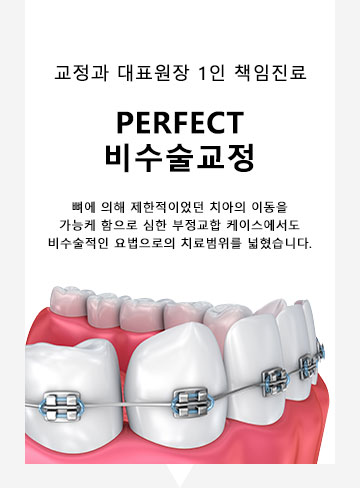 교정과 대표원장 1인 책임진료
PERFECT
비수술교정
뼈에 의해 제한적이었던 치아의 이동을
가능케 함으로 심한 부정교합 케이스에서도
비수술적인 요법으로의 치료범위를 넓혔습니다.